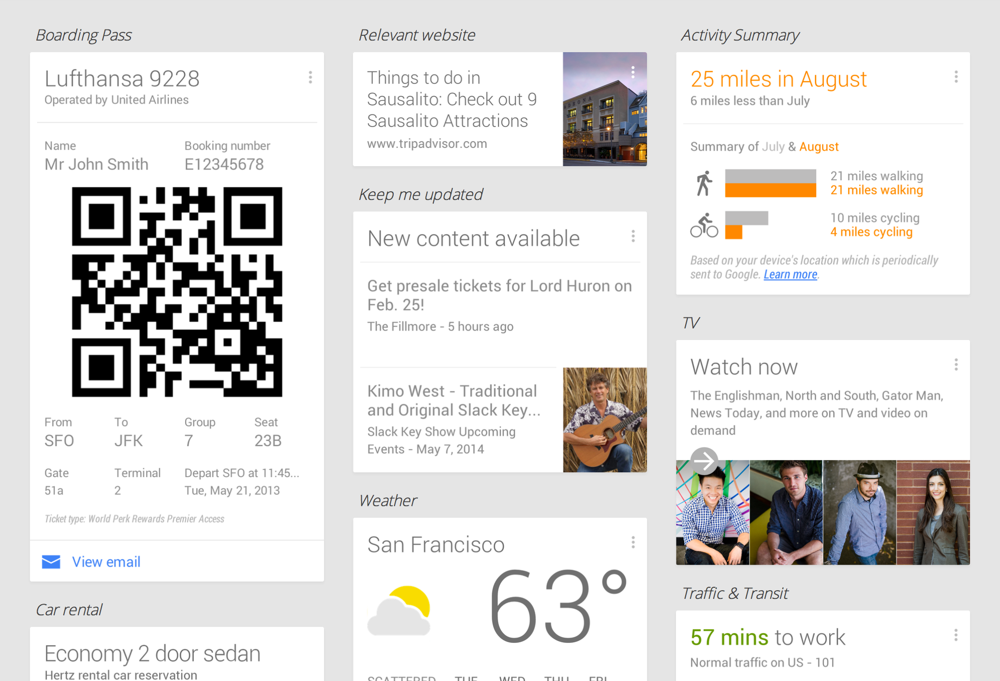 Boarding Pass
Lufthansa 9228
Operated by United Airlines
Name
Booking number
Mr John Smith
E12345678
From
To
Group
Seat
SFO
JFK
7
23B
Gate
Terminal
Depart SFO at 11:45...
51a
2
Tue, May 21, 2013
Ticket type: World Perk Rewards Premier Access
View email
Car rental
Economy 2 door sedan
Hertz rental car reservation
Relevant website
Things to do in
Sausalito: Check out 9
Sausalito Attractions
www.tripadvisor.com
Keep me updated
New content available
Get presale tickets for Lord Huron on
Feb. 25!
The Fillmore - 5 hours ago
Kimo West - Traditional
and Original Slack Key...
Slack Key Show Upcoming
Events - May 7, 2014
Weather
San Francisco
63°
SCATTERED TUE WED THU FRI
Activity Summary
25 miles in August
6 miles less than July
Summary of July & August
21 miles walking
21 miles walking
10 miles cycling
4 miles cycling
Based on your device's location which is periodically
sent to Google. Learn more.
TV
Watch now
The Englishman, North and South, Gator Man,
News Today, and more on TV and video on
demand
Traffic & Transit
57 mins to work
Normal traffic on US - 101